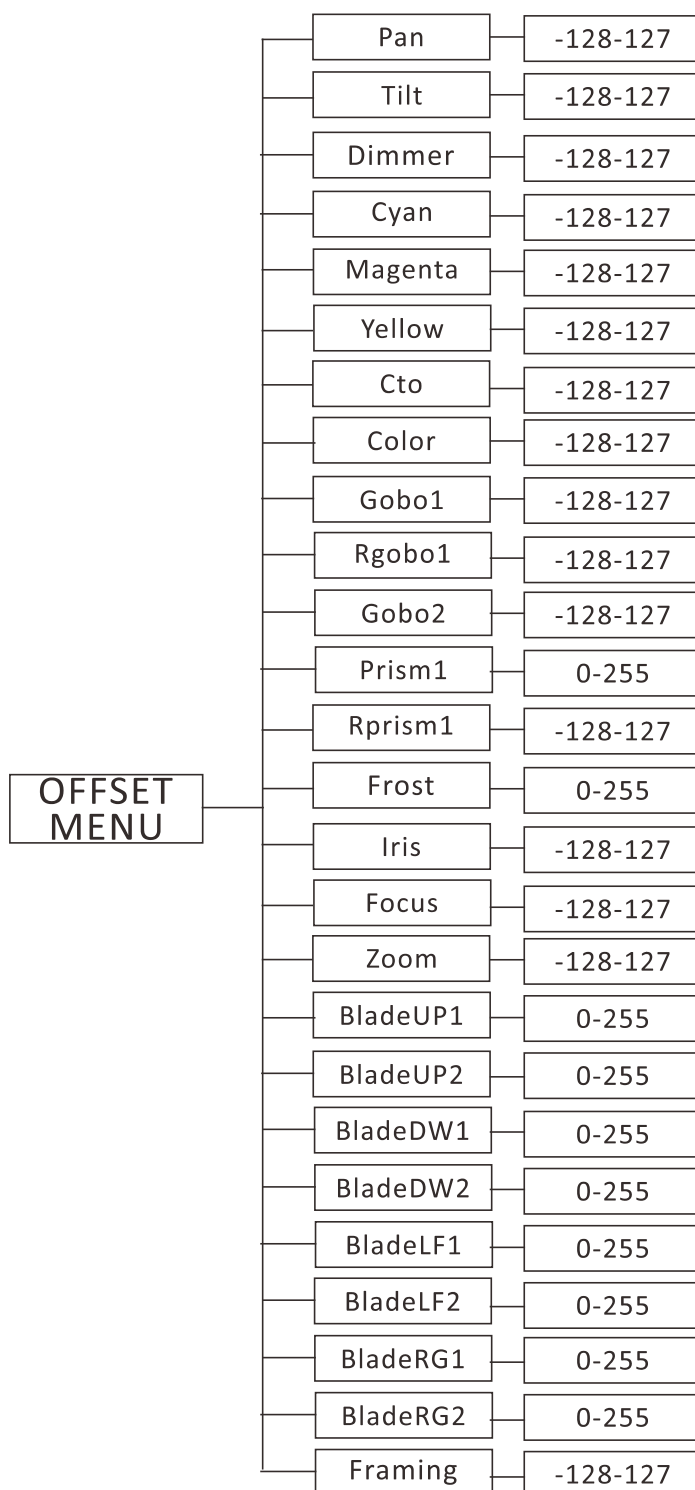 Pan -128-127
Tilt -128-127
Dimmer -128-127
Cyan -128-127
Magenta -128-127
Yellow -128-127
Cto -128-127
Color -128-127
Gobo1 -128-127
Rgobo1 -128-127
Gobo2 -128-127
Prism1 0-255
Rprism1 -128-127
OFFSET
MENU
Frost 0-255
Iris -128-127
Focus -128-127
Zoom -128-127
BladeUP1 0-255
BladeUP2 0-255
BladeDW1 0-255
BladeDW2 0-255
BladeLF1 0-255
BladeLF2 0-255
BladeRG1 0-255
BladeRG2 0-255
Framing -128-127